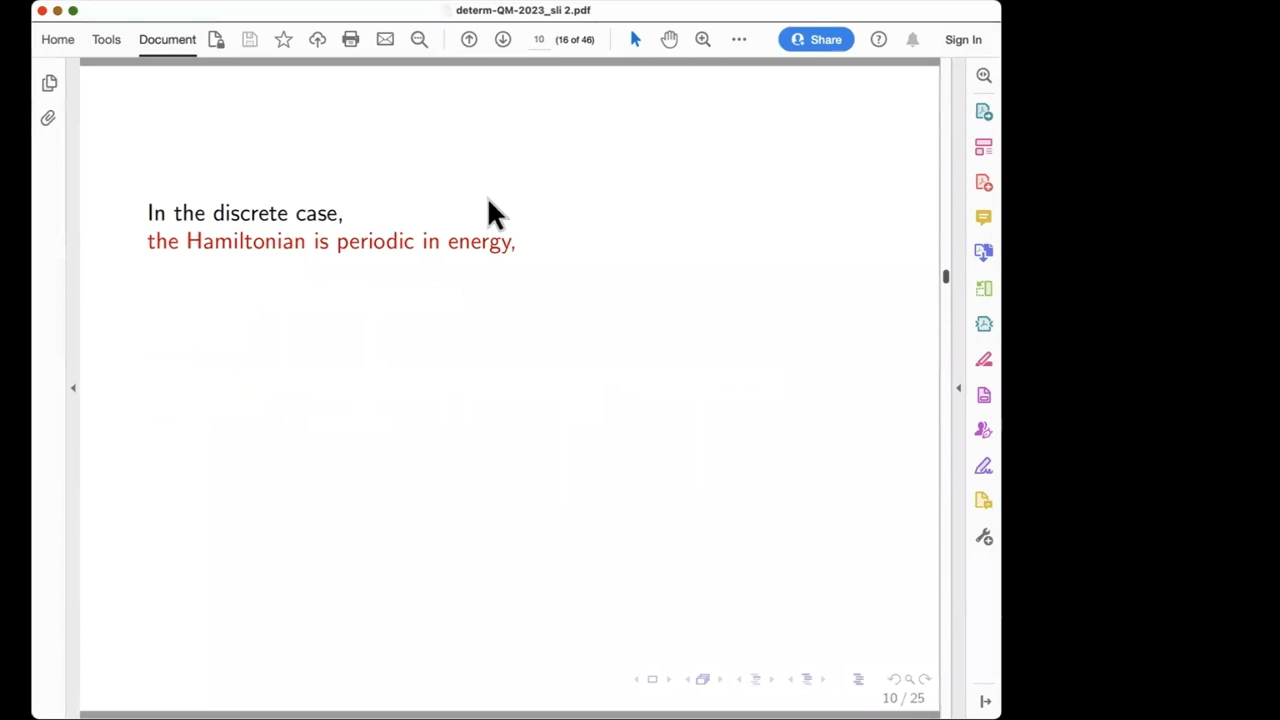 determ-QM-2023_sli 2.pdf
Home Tools Document 10 (16 of 46) Share Sign In
In the discrete case,
the Hamiltonian is periodic in energy,
10 / 25